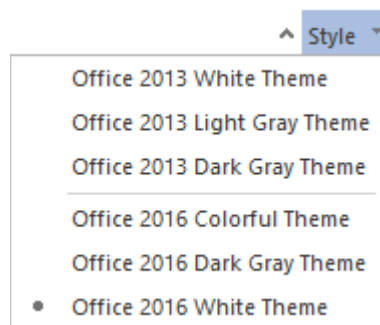 Style
Office 2013 White Theme
Office 2013 Light Gray Theme
Office 2013 Dark Gray Theme
Office 2016 Colorful Theme
Office 2016 Dark Gray Theme
Office 2016 White Theme